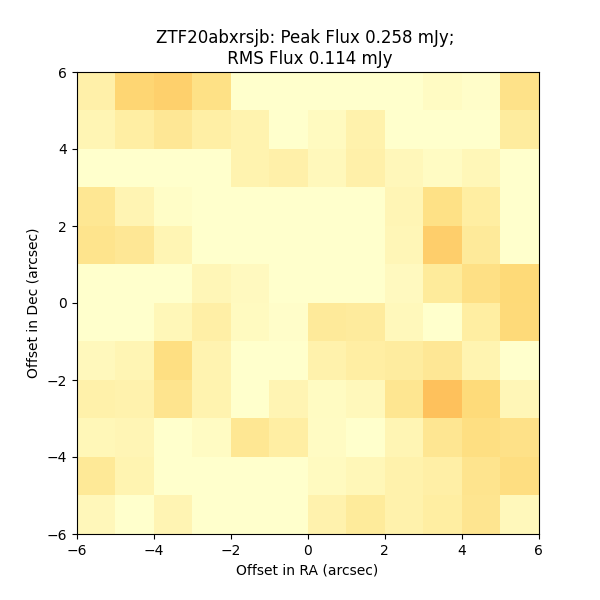 ZTF20abxrsjb: Peak Flux 0.258 mJy;
RMS Flux 0.114 mJy
6
4
2
0
−2
−4
−6
Offset in Dec (arcsec)
−6 −4 −2 0 2 4 6
Offset in RA (arcsec)